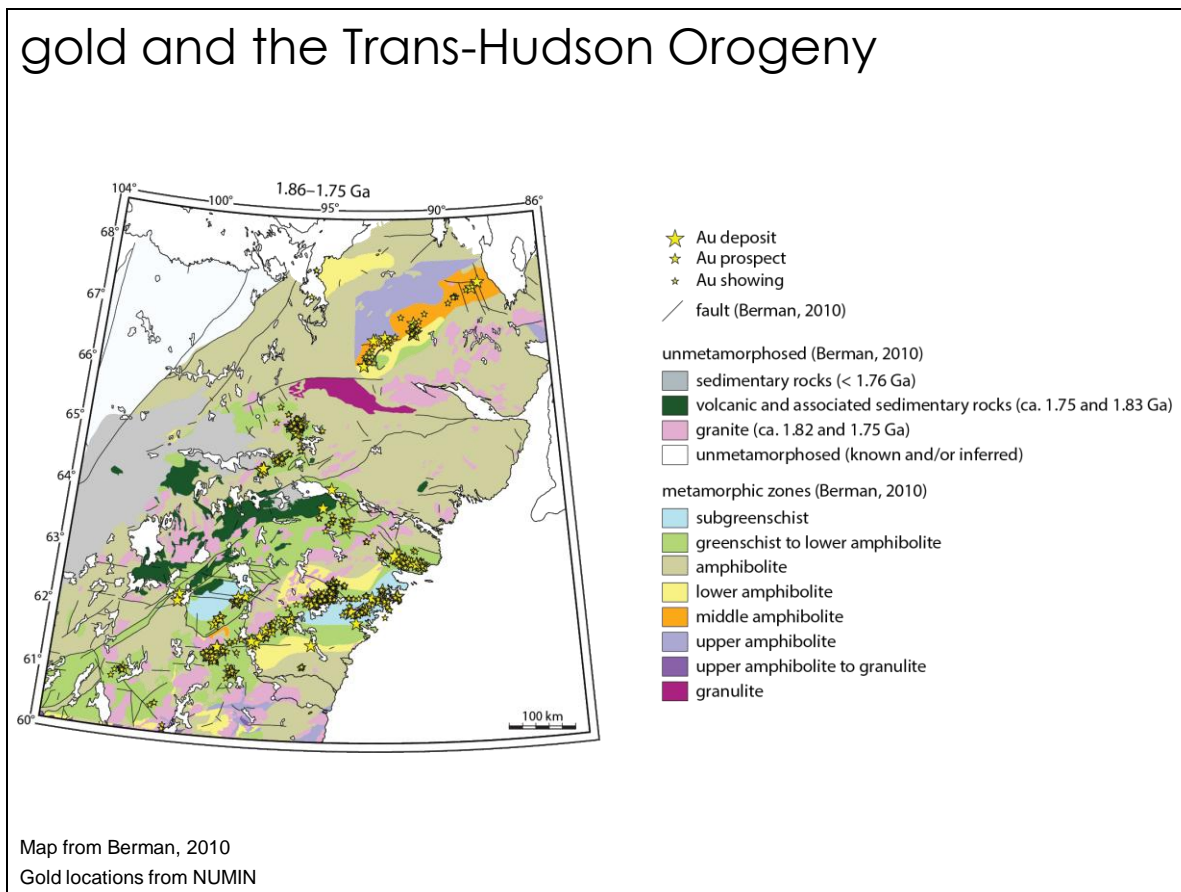 gold and the Trans-Hudson Orogeny
1.86–1.75 Ga
104°
100°
95°
90°
86°
68°
67°
66°
65°
64°
63°
62°
61°
60°
100 km
Au deposit
Au prospect
Au showing
fault (Berman, 2010)
unmetamorphosed (Berman, 2010)
sedimentary rocks (< 1.76 Ga)
volcanic and associated sedimentary rocks (ca. 1.75 and 1.83 Ga)
granite (ca. 1.82 and 1.75 Ga)
unmetamorphosed (known and/or inferred)
metamorphic zones (Berman, 2010)
subgreenschist
greenschist to lower amphibolite
amphibolite
lower amphibolite
middle amphibolite
upper amphibolite
upper amphibolite to granulite
granulite
Map from Berman, 2010
Gold locations from NUMIN